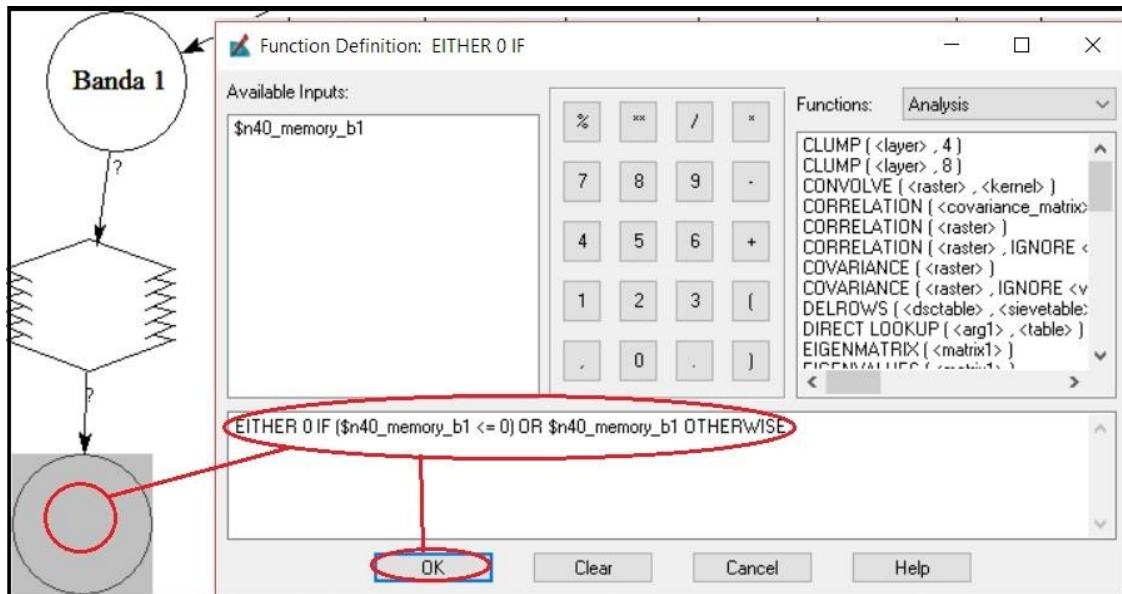 Banda 1
?
?
Function Definition: EITHER 0 IF
Available Inputs:
$n40_memory_b1
% ** / *
7 8 9 -
4 5 6 +
1 2 3 (
, 0 . )
Functions: Analysis
CLUMP ( <layer> , 4 )
CLUMP ( <layer> , 8 )
CONVOLVE ( <raster> , <kernel> )
CORRELATION ( <covariance_matrix>
CORRELATION ( <raster> )
CORRELATION ( <raster> , IGNORE <
COVARIANCE ( <raster> )
COVARIANCE ( <raster> , IGNORE <v
DELROWS ( <dsctable> , <sievetable>
DIRECT LOOKUP ( <arg1> , <table> )
EIGENMATRIX ( <matrix1> )
EIGENVALUES ( <matrix1> )
EITHER 0 IF ($n40_memory_b1 <= 0) OR $n40_memory_b1 OTHERWISE
OK Clear Cancel Help